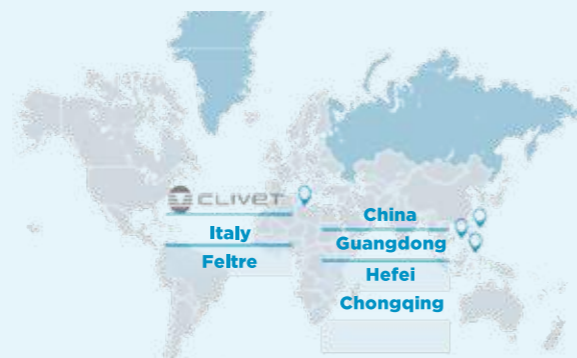 CLIVET
Italy
Feltre
China
Guangdong
Hefei
Chongqing